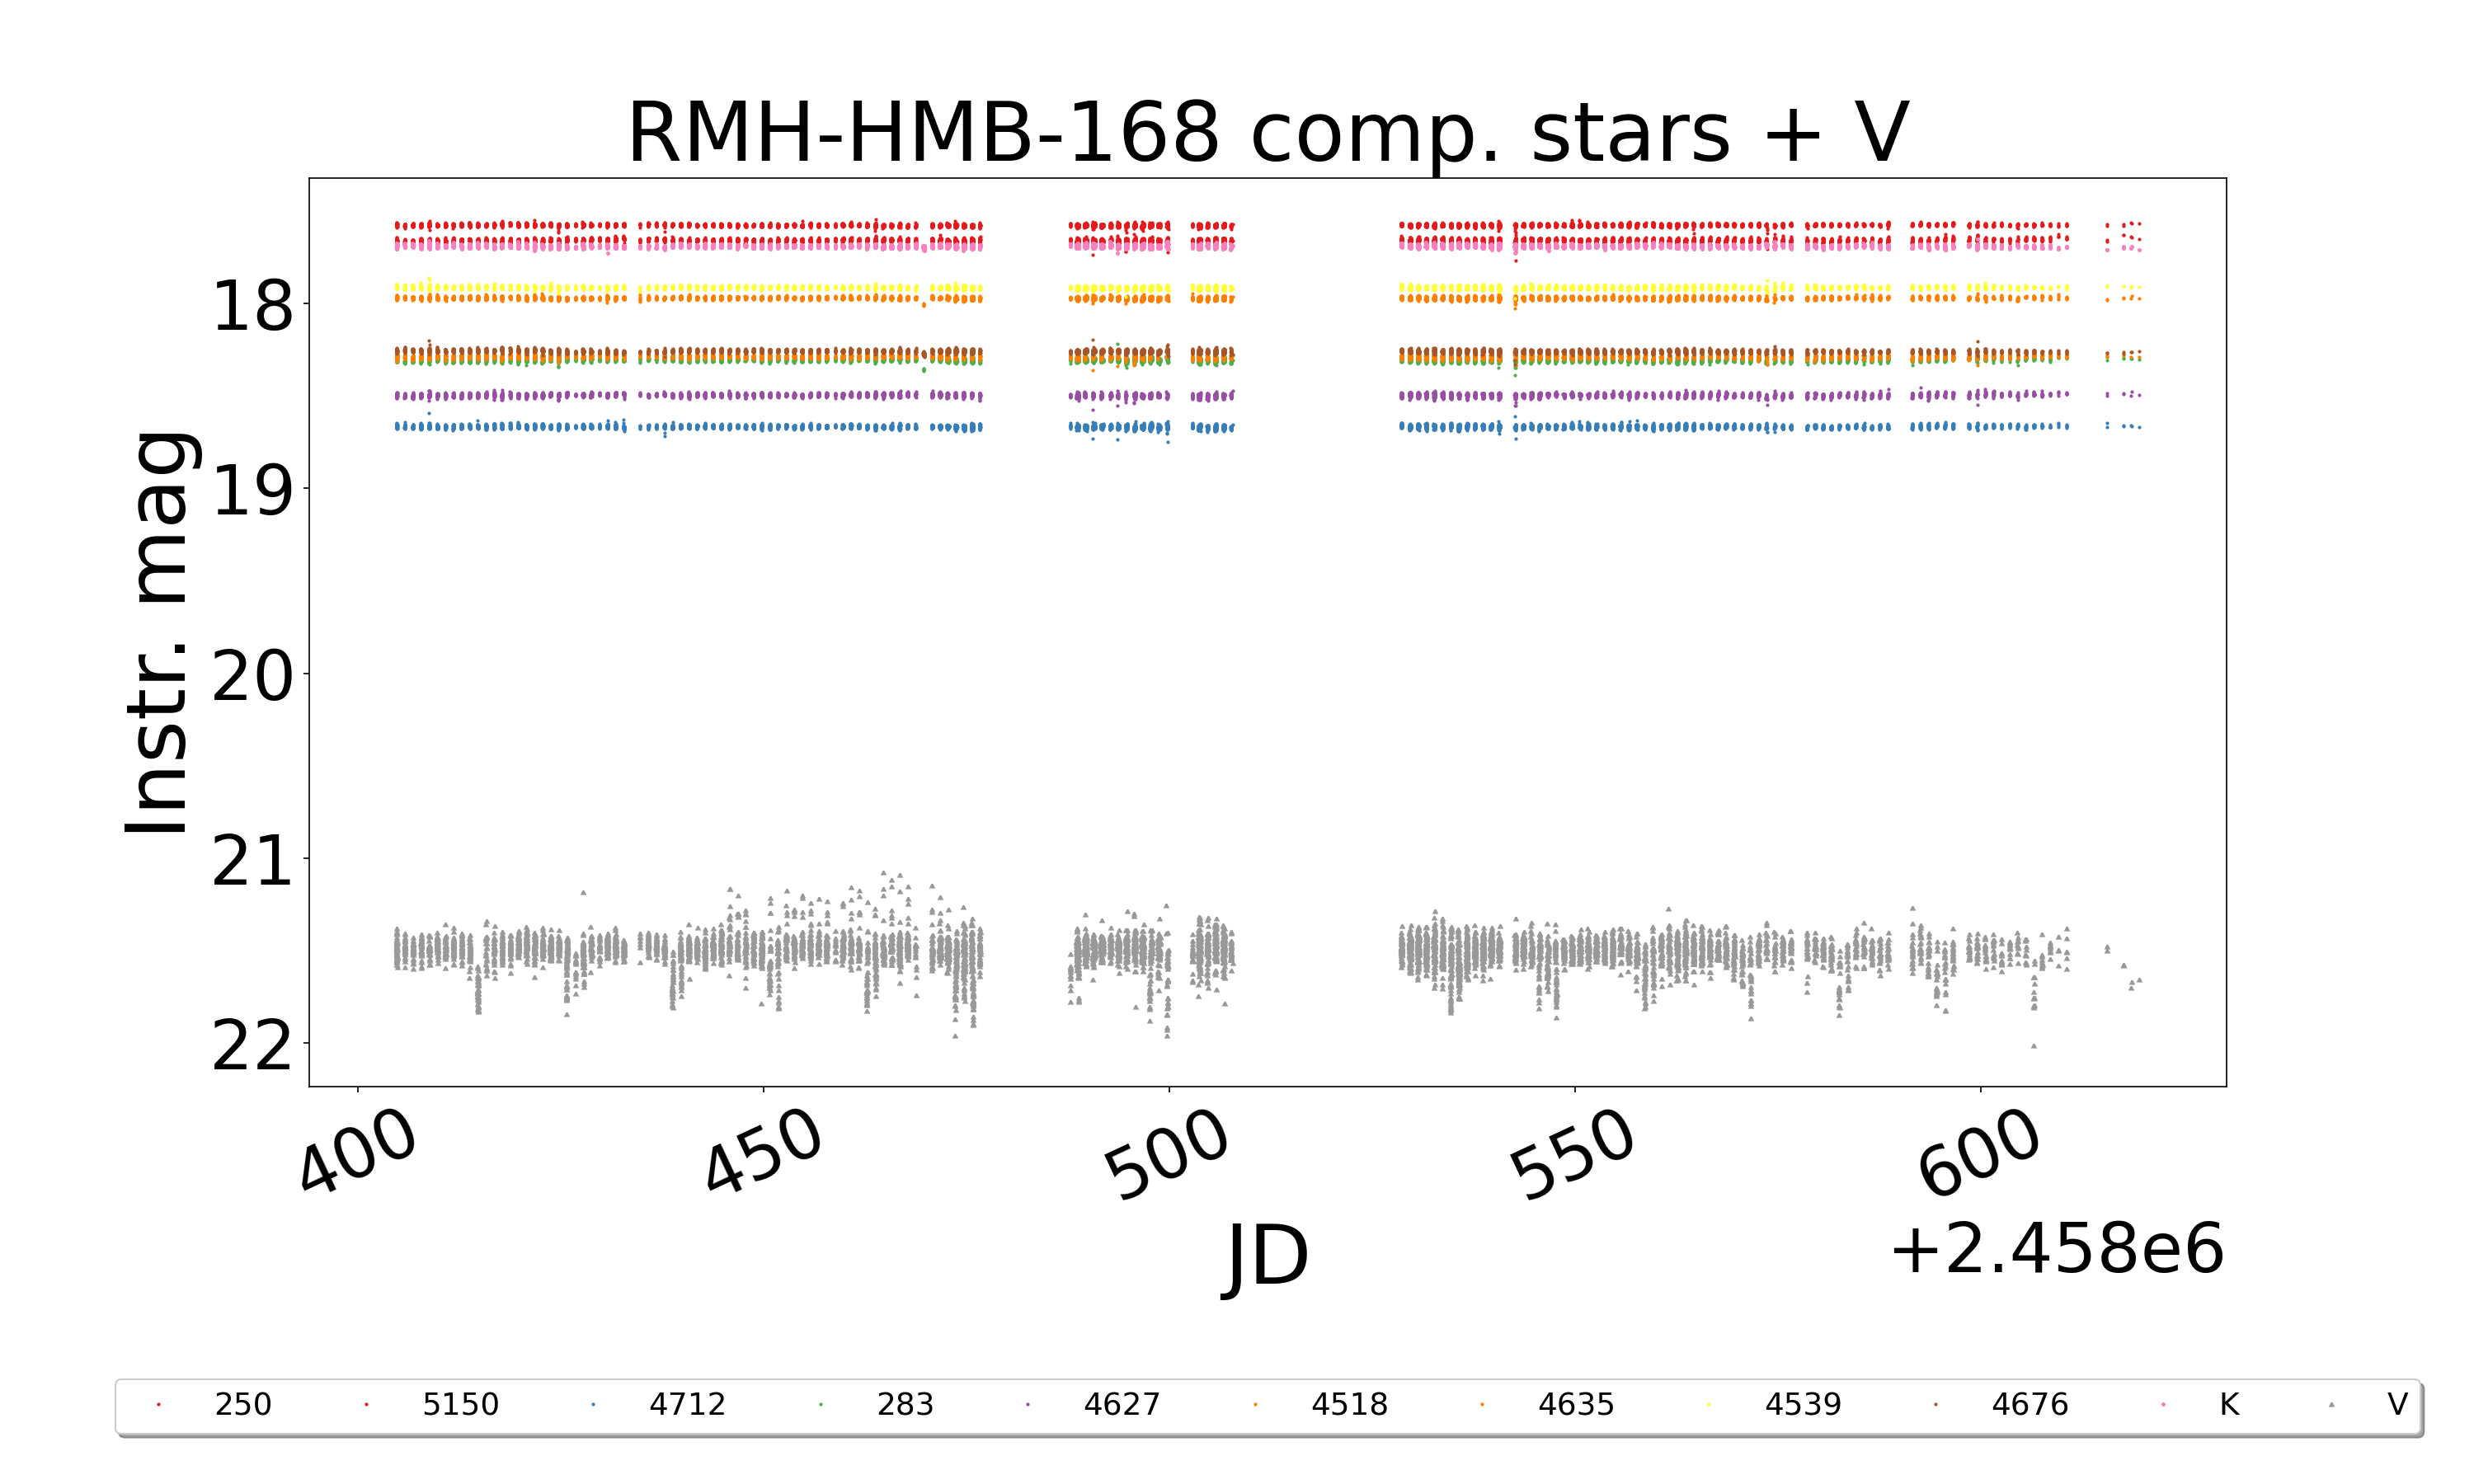 RMH-HMB-168 comp. stars + V
Instr. mag
18
19
20
21
22
400 450 500 550 600
JD
+2.458e6
250 5150 4712 283 4627 4518 4635 4539 4676 K V